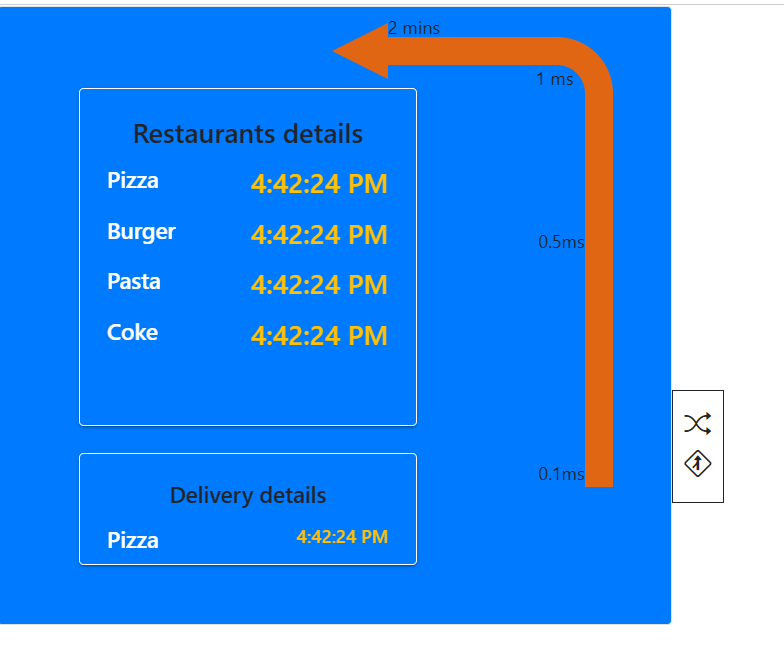 2 mins
1 ms
Restaurants details
Pizza 4:42:24 PM
Burger 4:42:24 PM
0.5ms
Pasta 4:42:24 PM
Coke 4:42:24 PM
0.1ms
Delivery details
Pizza 4:42:24 PM